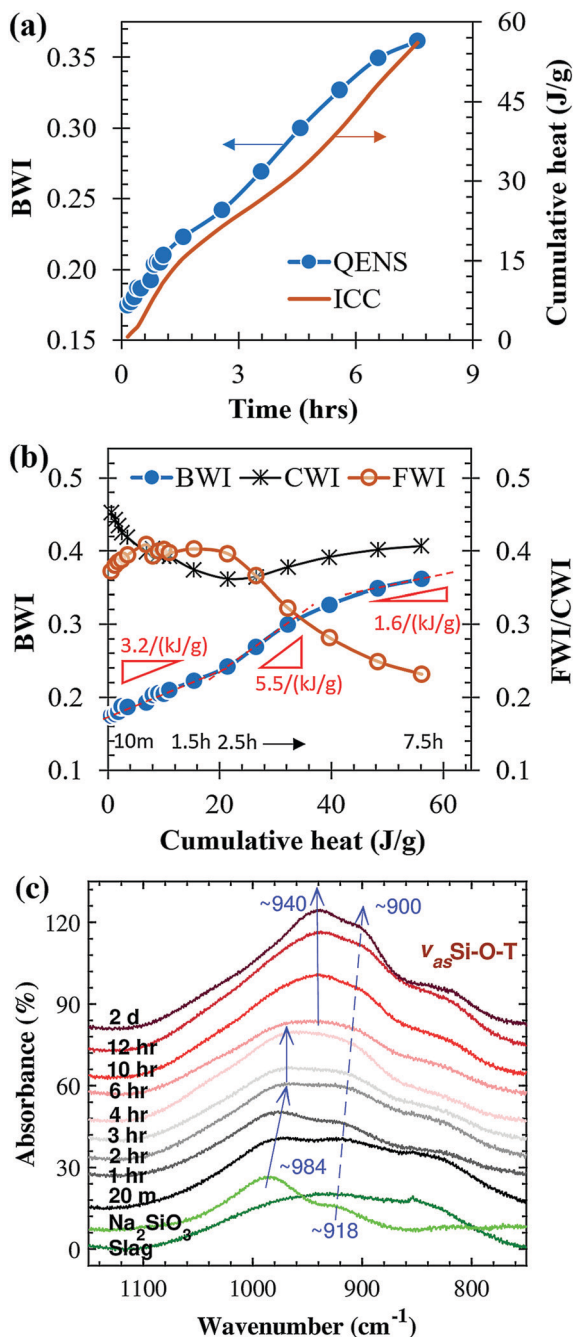 (a)
60
0.35
45
0.30
30
0.25
15
0.20
0
0.15
QENS
ICC
0
3
6
9
Time (hrs)
BWI
Cumulative heat (J/g)
(b)
0.5
BWI
CWI
FWI
0.5
0.4
0.4
0.3
0.3
3.2/(kJ/g)
1.6/(kJ/g)
5.5/(kJ/g)
0.2
0.2
10m
1.5h
2.5h
7.5h
0.1
0.1
0
20
40
60
Cumulative heat (J/g)
BWI
FWI/CWI
(c)
~940
~900
120
νasSi-O-T
90
2 d
12 hr
10 hr
60
6 hr
4 hr
3 hr
2 hr
30
1 hr
~984
20 m
Na2SiO3
~918
0
Slag
1100
1000
900
800
Absorbance (%)
Wavenumber (cm-1)